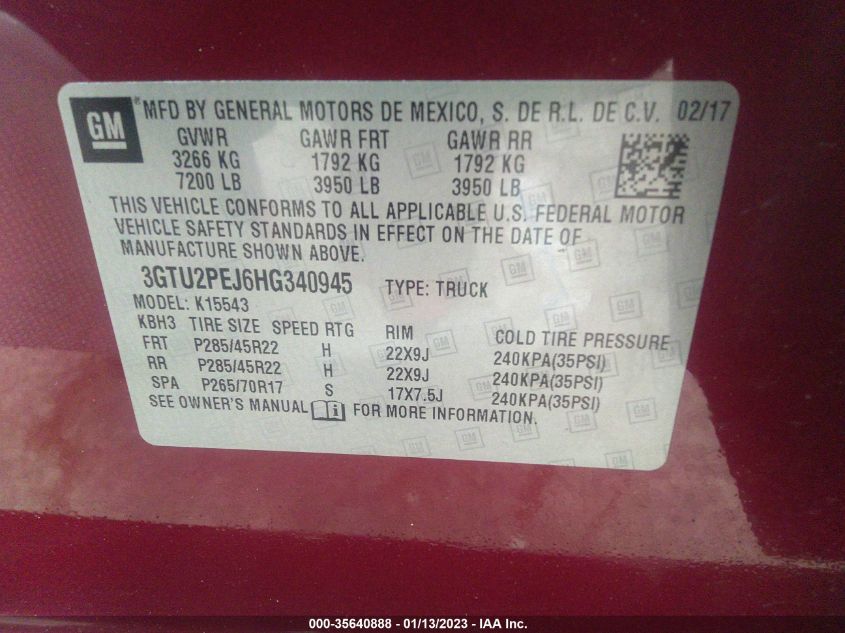 GM MFD BY GENERAL MOTORS DE MEXICO, S. DE R.L. DE C.V. 02/17
GVWR GAWR FRT GAWR RR
3266 KG 1792 KG 1792 KG
7200 LB 3950 LB 3950 LB
THIS VEHICLE CONFORMS TO ALL APPLICABLE U.S. FEDERAL MOTOR
VEHICLE SAFETY STANDARDS IN EFFECT ON THE DATE OF
MANUFACTURE SHOWN ABOVE.
3GTU2PEJ6HG340945 TYPE: TRUCK
MODEL: K15543
KBH3 TIRE SIZE SPEED RTG RIM COLD TIRE PRESSURE
FRT P285/45R22 H 22X9J 240KPA(35PSI)
RR P285/45R22 H 22X9J 240KPA(35PSI)
SPA P265/70R17 S 17X7.5J 240KPA(35PSI)
SEE OWNER'S MANUAL FOR MORE INFORMATION.
000-35640888 - 01/13/2023 - IAA Inc.